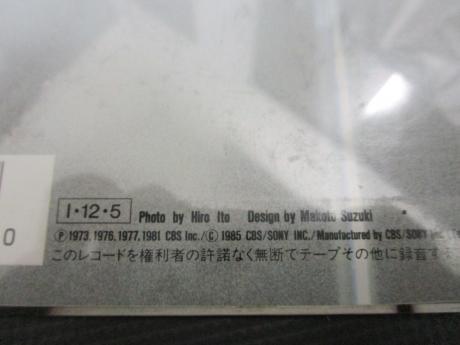 I・12・5 Photo by Hiro Ito Design by Makoto Suzuki
Ⓟ1973, 1976, 1977, 1981 CBS Inc./Ⓒ 1985 CBS/SONY INC./Manufactured by CBS/SONY
0
このレコードを権利者の許諾なく無断でテープその他に録音す